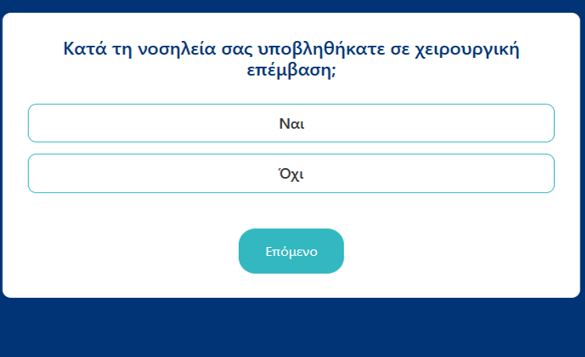 Κατά τη νοσηλεία σας υποβληθήκατε σε χειρουργική
επέμβαση;
Ναι
Όχι
Επόμενο